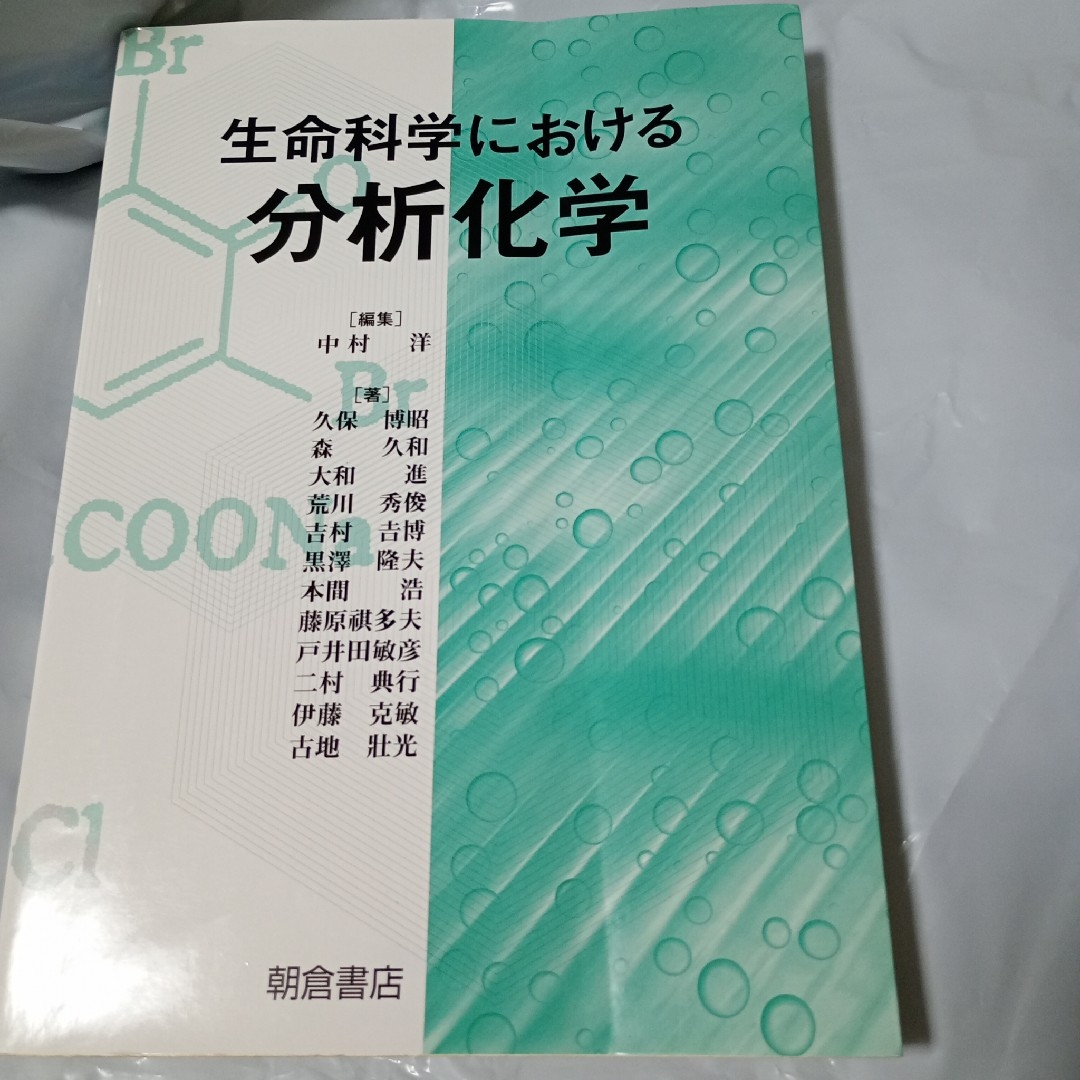 Br
O
生命科学における
分析化学
[編集]
中村 洋
Br
[著]
久保 博昭
森 久和
大和 進
荒川 秀俊
吉村 吉博
COONa
黒澤 隆夫
本間 浩
藤原祺多夫
戸井田敏彦
二村 典行
伊藤 克敏
古地 壯光
Cl
朝倉書店